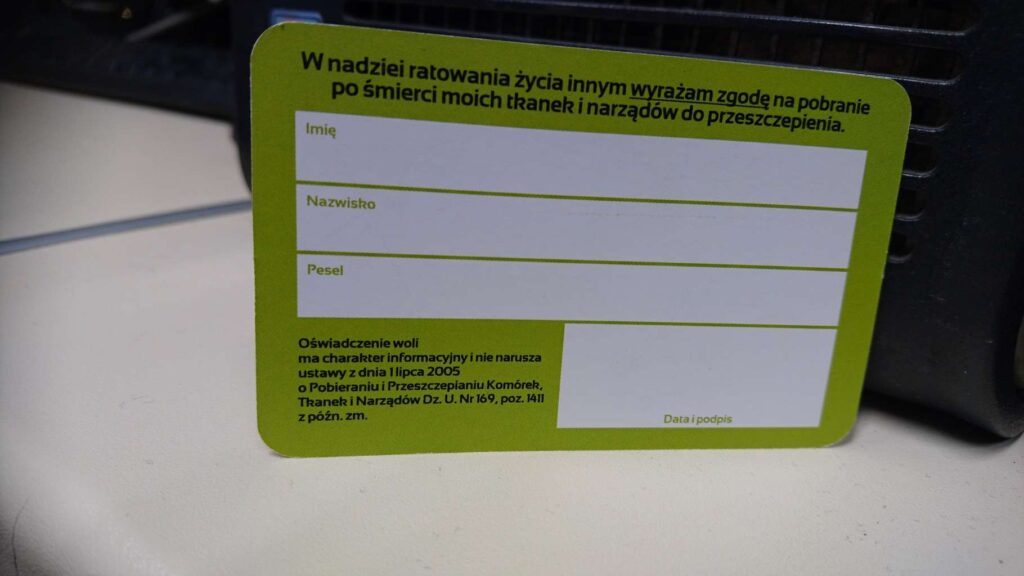 W nadziei ratowania życia innym wyrażam zgodę na pobranie
po śmierci moich tkanek i narządów do przeszczepienia.
Imię
Nazwisko
Pesel
Oświadczenie woli
ma charakter informacyjny i nie narusza
ustawy z dnia 1 lipca 2005
o Pobieraniu i Przeszczepianiu Komórek,
Tkanek i Narządów Dz. U. Nr 169, poz. 1411
z późn. zm.
Data i podpis